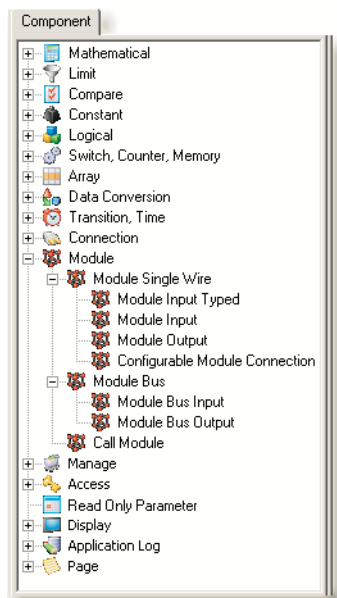 Component
Mathematical
Limit
Compare
Constant
Logical
Switch, Counter, Memory
Array
Data Conversion
Transition, Time
Connection
Module
Module Single Wire
Module Input Typed
Module Input
Module Output
Configurable Module Connection
Module Bus
Module Bus Input
Module Bus Output
Call Module
Manage
Access
Read Only Parameter
Display
Application Log
Page